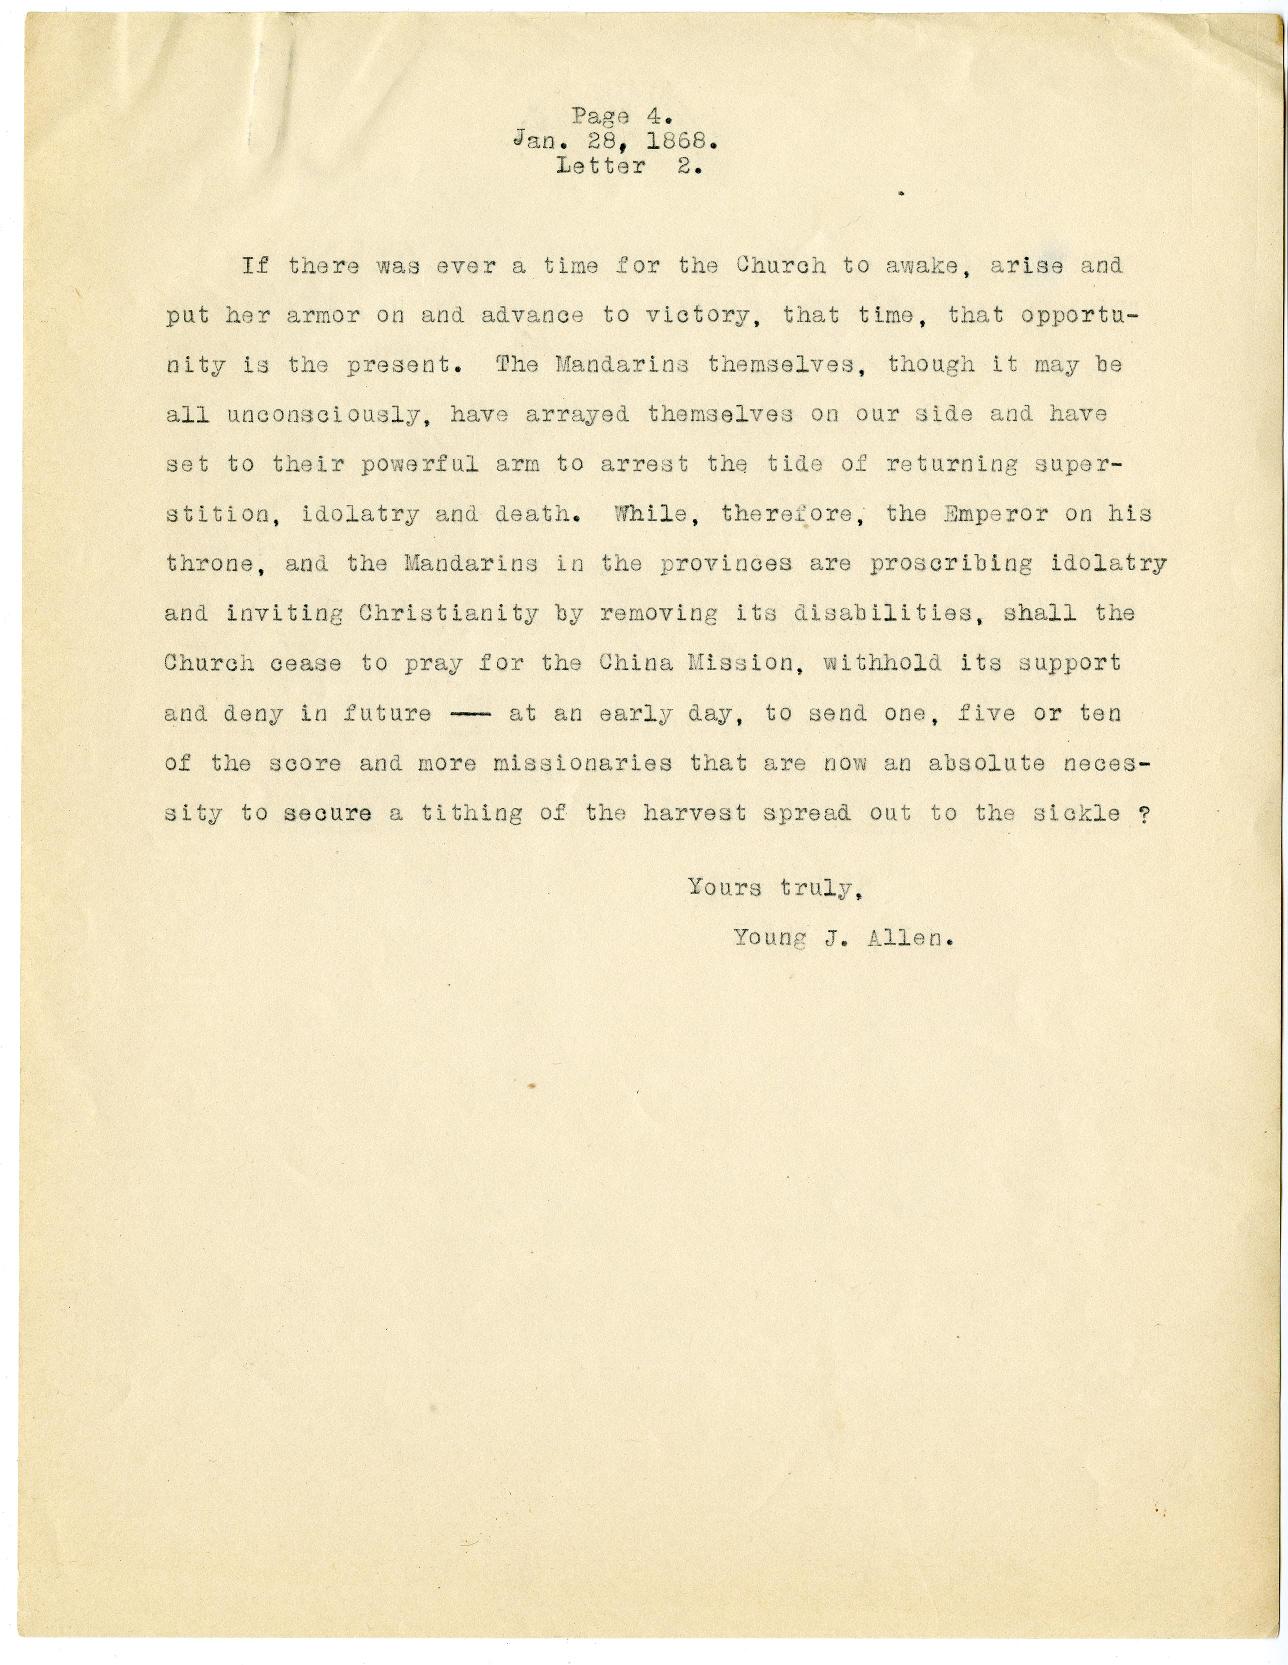 Page 4.
Jan. 28, 1868.
Letter 2.
If there was ever a time for the Church to awake, arise and
put her armor on and advance to victory, that time, that opportu-
nity is the present. The Mandarins themselves, though it may be
all unconsciously, have arrayed themselves on our side and have
set to their powerful arm to arrest the tide of returning super-
stition, idolatry and death. While, therefore, the Emperor on his
throne, and the Mandarins in the provinces are proscribing idolatry
and inviting Christianity by removing its disabilities, shall the
Church cease to pray for the China Mission, withhold its support
and deny in future — at an early day, to send one, five or ten
of the score and more missionaries that are now an absolute neces-
sity to secure a tithing of the harvest spread out to the sickle ?
Yours truly,
Young J. Allen.